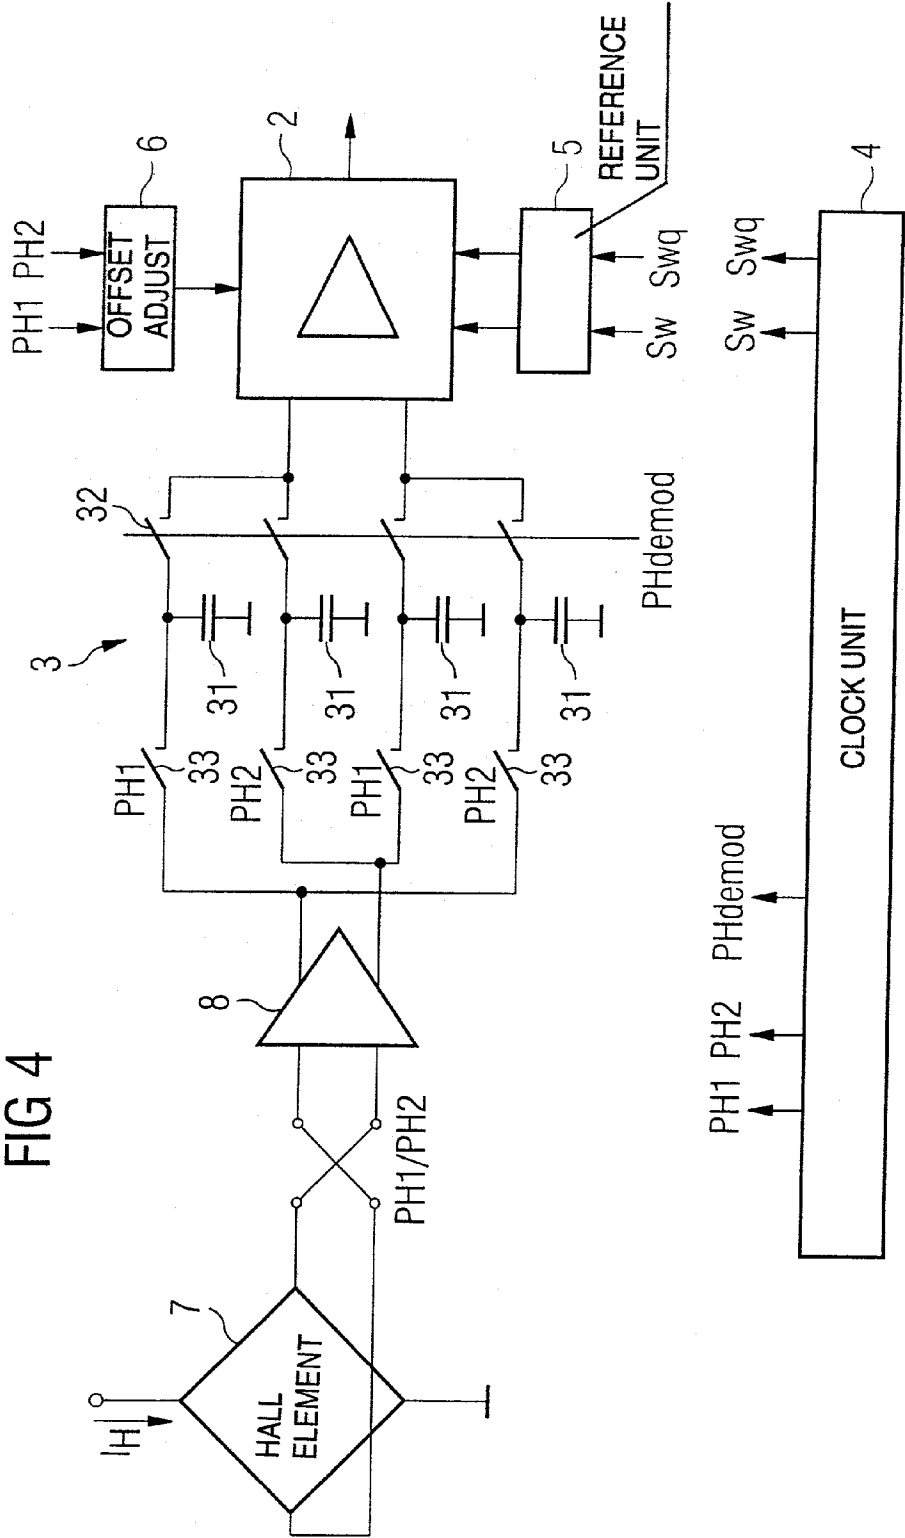 FIG 4
I_H
HALL
ELEMENT
7
PH1/PH2
8
3
PH1
33
31
32
PH2
33
31
PH1
33
31
PH2
33
31
PHdemod
PH1 PH2
OFFSET
ADJUST
6
2
5
REFERENCE
UNIT
Sw Swq
PH1 PH2 PHdemod Sw Swq
CLOCK UNIT
4